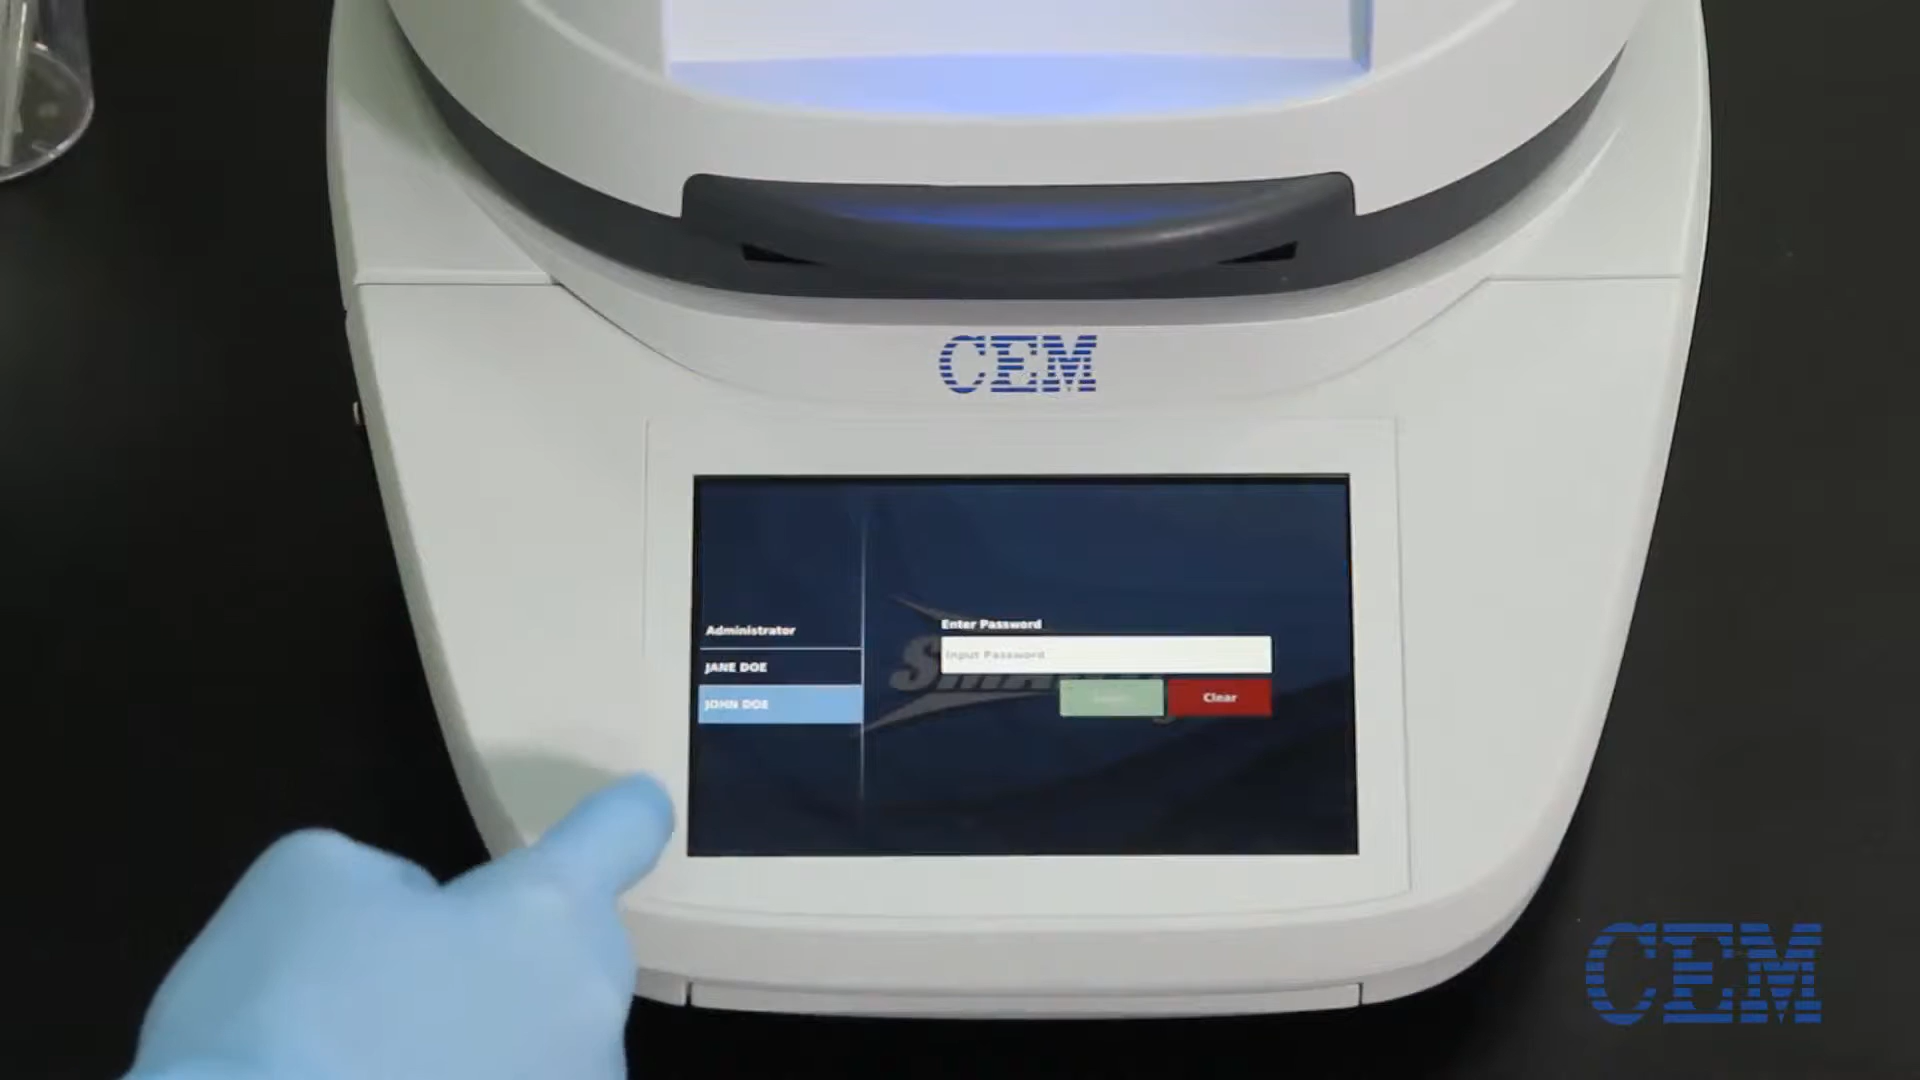 CEM
Administrator
JANE DOE
JOHN DOE
Enter Password
Input Password
Clear
CEM